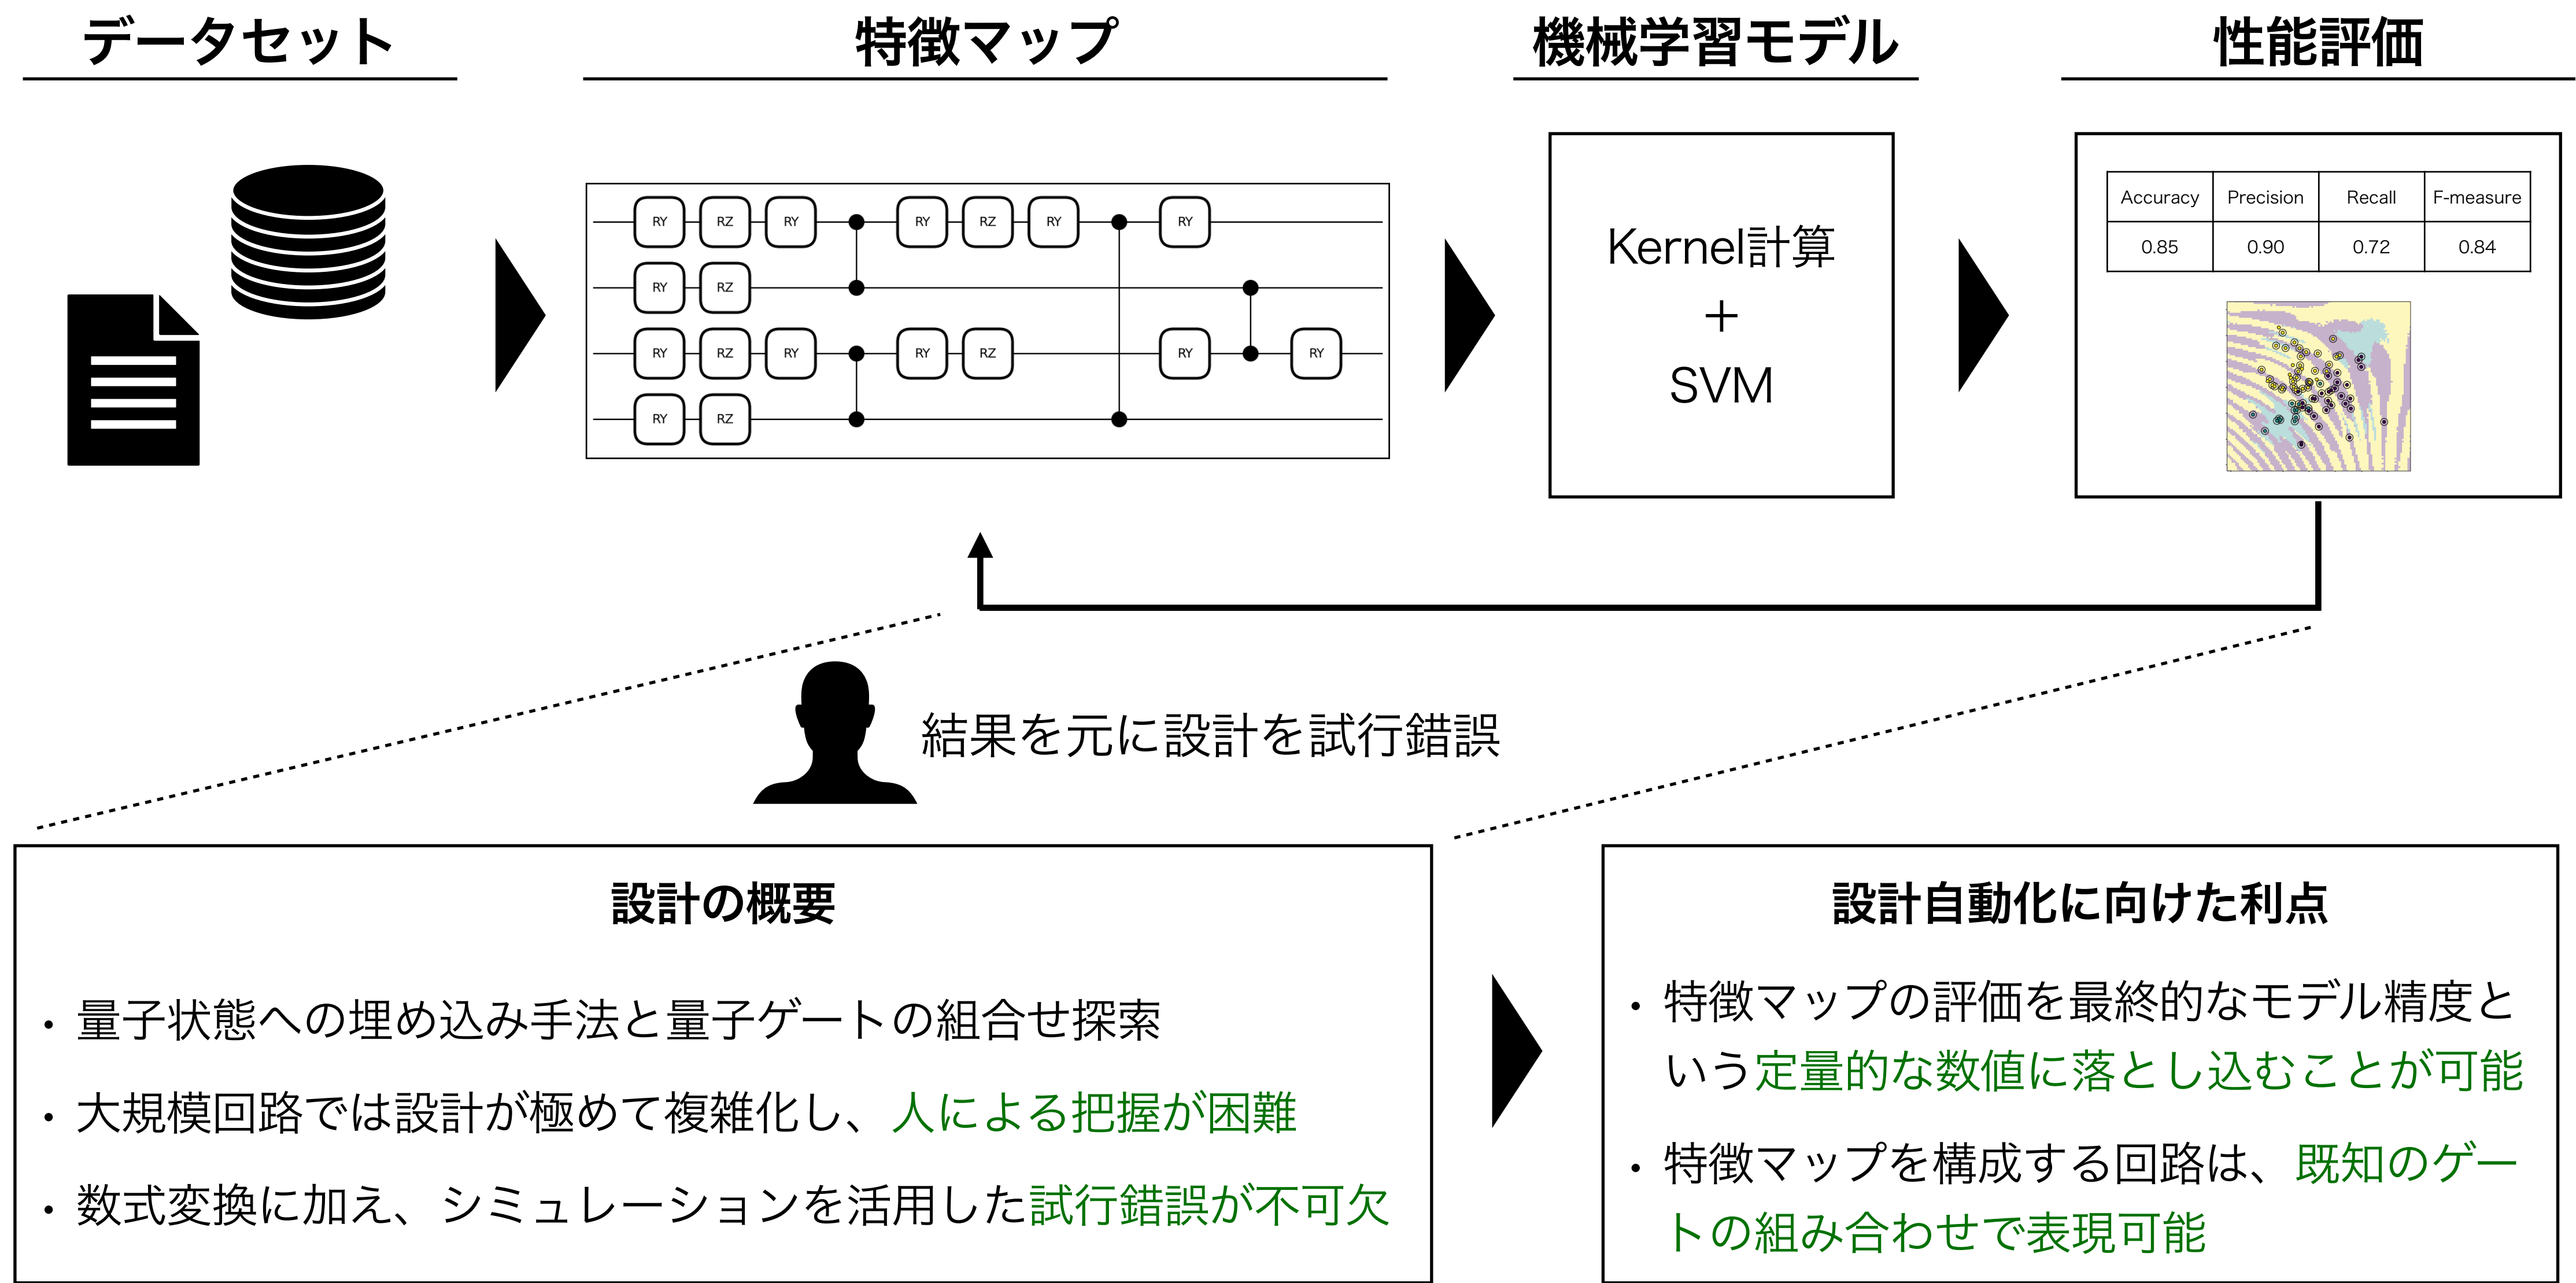 データセット
特徴マップ
機械学習モデル
性能評価
RY RZ RY RY RZ RY RY
RY RZ
RY RZ RY RY RZ RY RY
RY RZ
Kernel計算
+
SVM
Accuracy Precision Recall F-measure
0.85 0.90 0.72 0.84
結果を元に設計を試行錯誤
設計の概要
・量子状態への埋め込み手法と量子ゲートの組合せ探索
・大規模回路では設計が極めて複雑化し、人による把握が困難
・数式変換に加え、シミュレーションを活用した試行錯誤が不可欠
設計自動化に向けた利点
・特徴マップの評価を最終的なモデル精度と
いう定量的な数値に落とし込むことが可能
・特徴マップを構成する回路は、既知のゲー
トの組み合わせで表現可能